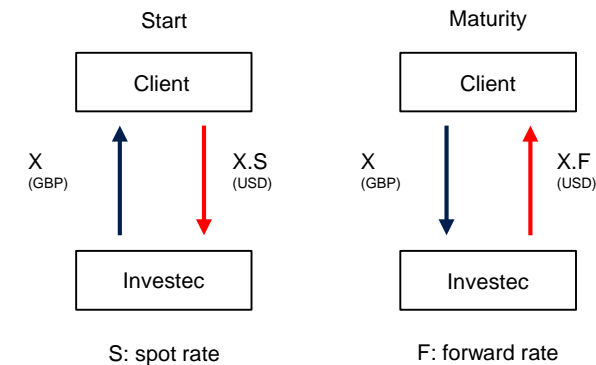 Start
Client
X
(GBP)
X.S
(USD)
Investec
S: spot rate
Maturity
Client
X
(GBP)
X.F
(USD)
Investec
F: forward rate